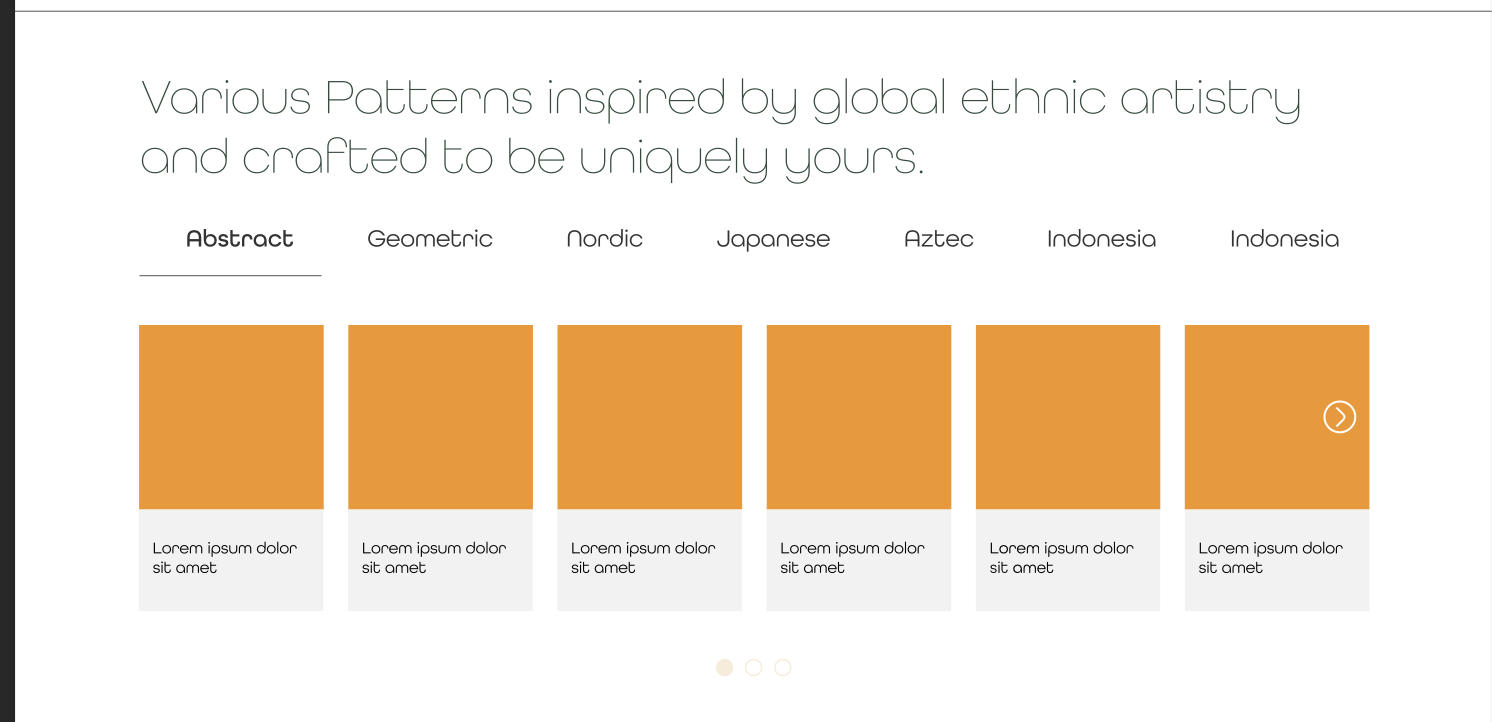 Various Patterns inspired by global ethnic artistry
and crafted to be uniquely yours.
Abstract Geometric Nordic Japanese Aztec Indonesia Indonesia
Lorem ipsum dolor
sit amet
Lorem ipsum dolor
sit amet
Lorem ipsum dolor
sit amet
Lorem ipsum dolor
sit amet
Lorem ipsum dolor
sit amet
Lorem ipsum dolor
sit amet